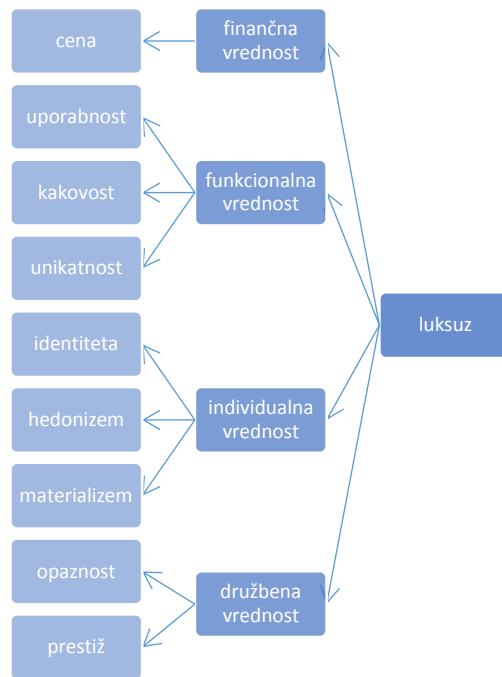 cena
finančna
vrednost
uporabnost
kakovost
funkcionalna
vrednost
unikatnost
luksuz
identiteta
hedonizem
individualna
vrednost
materializem
opaznost
družbena
vrednost
prestiž